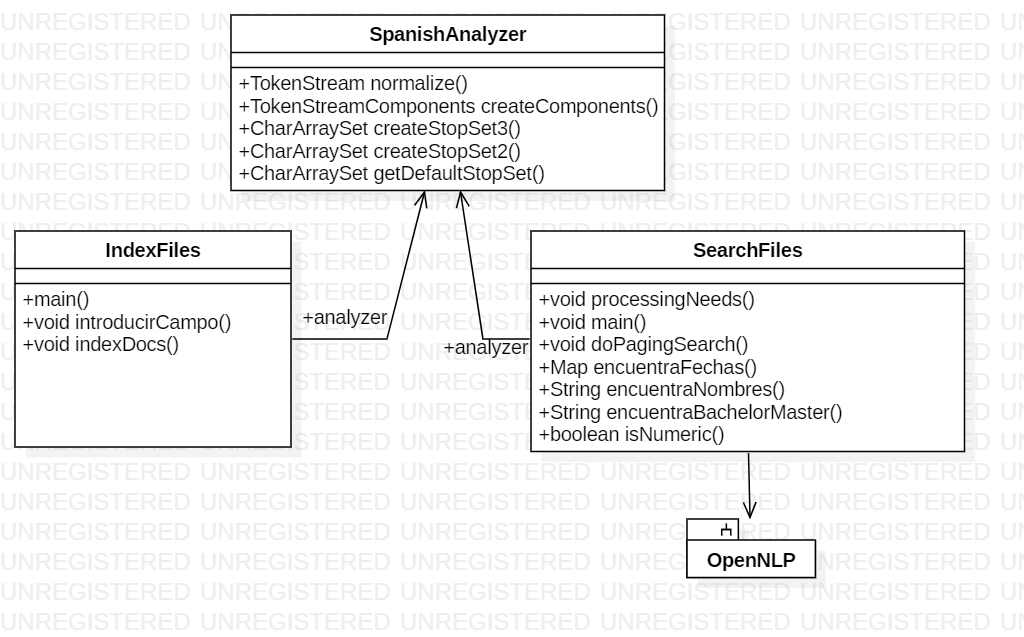 SpanishAnalyzer
+TokenStream normalize()
+TokenStreamComponents createComponents()
+CharArraySet createStopSet3()
+CharArraySet createStopSet2()
+CharArraySet getDefaultStopSet()
IndexFiles
+main()
+void introducirCampo()
+void indexDocs()
+analyzer
+analyzer
SearchFiles
+void processingNeeds()
+void main()
+void doPagingSearch()
+Map encuentraFechas()
+String encuentraNombres()
+String encuentraBachelorMaster()
+boolean isNumeric()
OpenNLP
UNREGISTERED